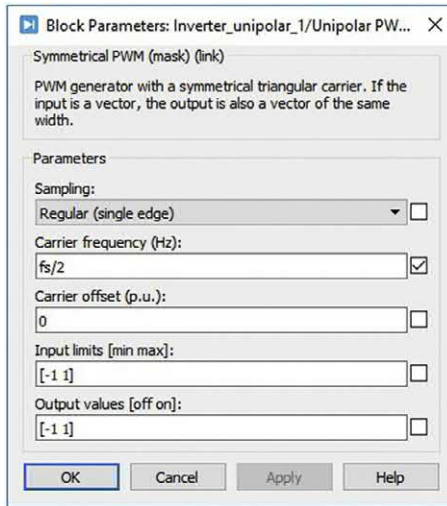 Block Parameters: Inverter_unipolar_1/Unipolar PW...
Symmetrical PWM (mask) (link)
PWM generator with a symmetrical triangular carrier. If the
input is a vector, the output is also a vector of the same
width.
Parameters
Sampling:
Regular (single edge)
Carrier frequency (Hz):
fs/2
Carrier offset (p.u.):
0
Input limits [min max]:
[-1 1]
Output values [off on]:
[-1 1]
OK Cancel Apply Help